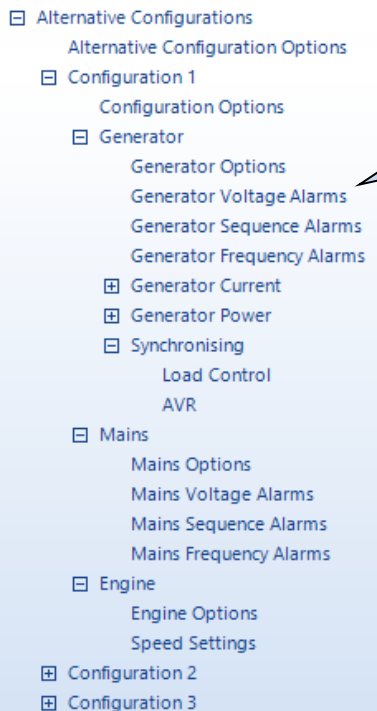 Alternative Configurations
Alternative Configuration Options
Configuration 1
Configuration Options
Generator
Generator Options
Generator Voltage Alarms
Generator Sequence Alarms
Generator Frequency Alarms
Generator Current
Generator Power
Synchronising
Load Control
AVR
Mains
Mains Options
Mains Voltage Alarms
Mains Sequence Alarms
Mains Frequency Alarms
Engine
Engine Options
Speed Settings
Configuration 2
Configuration 3